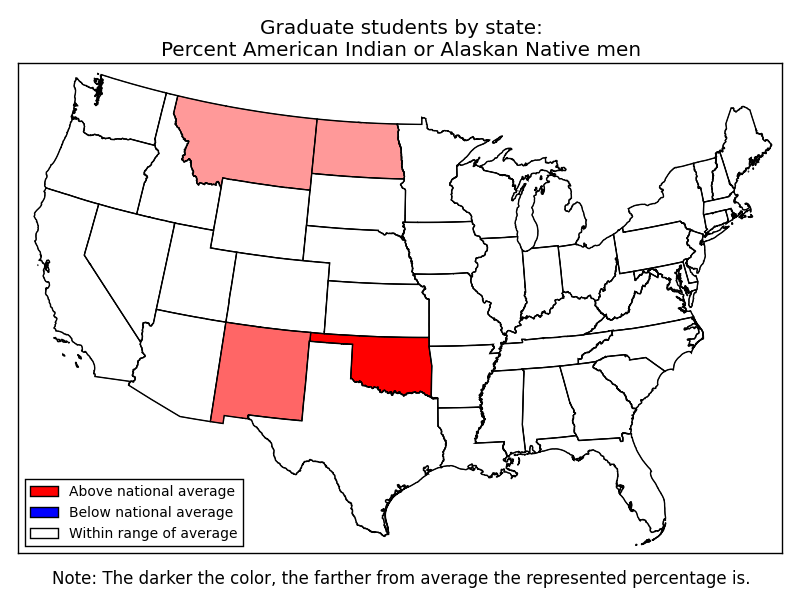 Graduate students by state:
Percent American Indian or Alaskan Native men
Above national average
Below national average
Within range of average
Note: The darker the color, the farther from average the represented percentage is.